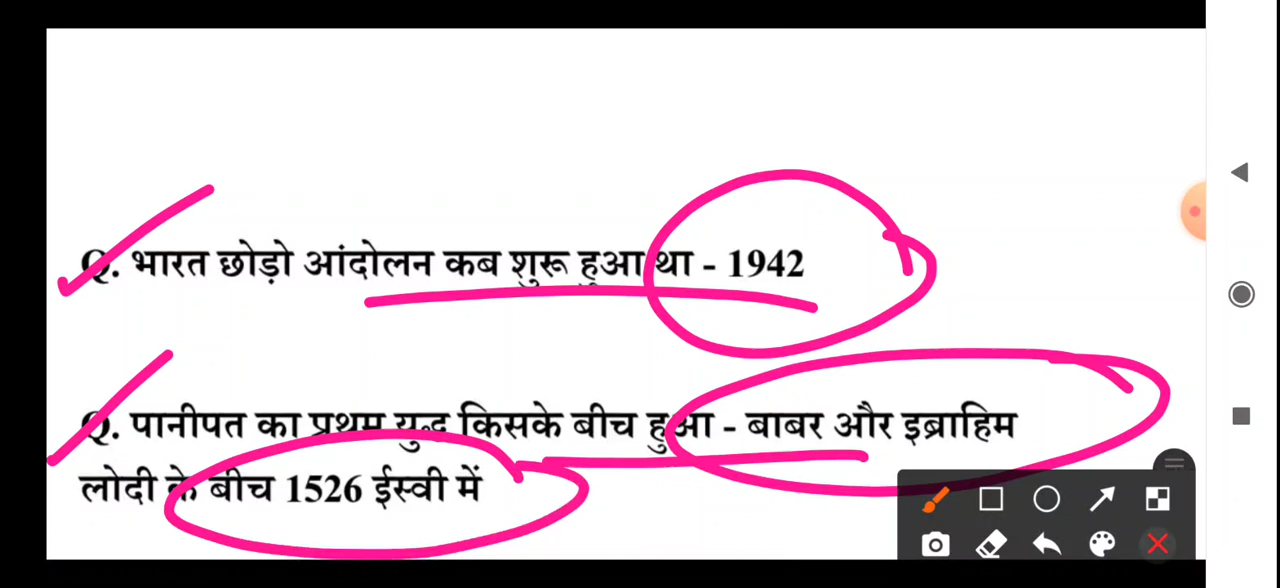 Q. भारत छोड़ो आंदोलन कब शुरू हुआ था - 1942
Q. पानीपत का प्रथम युद्ध किसके बीच हुआ - बाबर और इब्राहिम
लोदी के बीच 1526 ईस्वी में